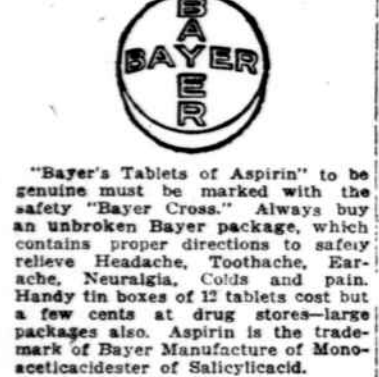 BAYER
BAYER
"Bayer's Tablets of Aspirin" to be
genuine must be marked with the
safety "Bayer Cross." Always buy
an unbroken Bayer package, which
contains proper directions to safely
relieve Headache, Toothache, Ear-
ache, Neuralgia, Colds and pain.
Handy tin boxes of 12 tablets cost but
a few cents at drug stores—large
packages also. Aspirin is the trade-
mark of Bayer Manufacture of Mono-
aceticacidester of Salicylicacid.